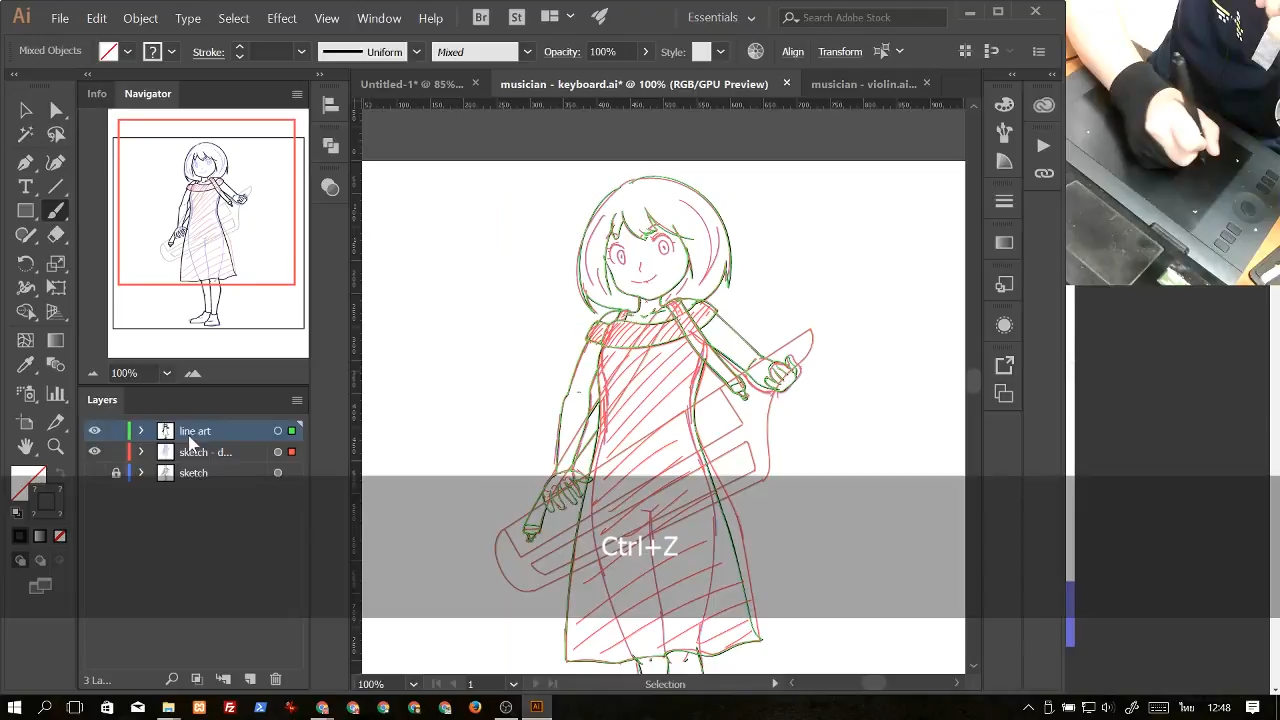 Ai File Edit Object Type Select Effect View Window Help Br St Essentials Search Adobe Stock
Mixed Objects Stroke: Uniform Mixed Opacity: 100% Style: Align Transform
Info Navigator
Untitled-1* @ 85%... musician - keyboard.ai* @ 100% (RGB/GPU Preview) musician - violin.ai...
100%
Layers
line art
sketch - d...
sketch
Ctrl+Z
3 La...
100% 1 Selection
12:48